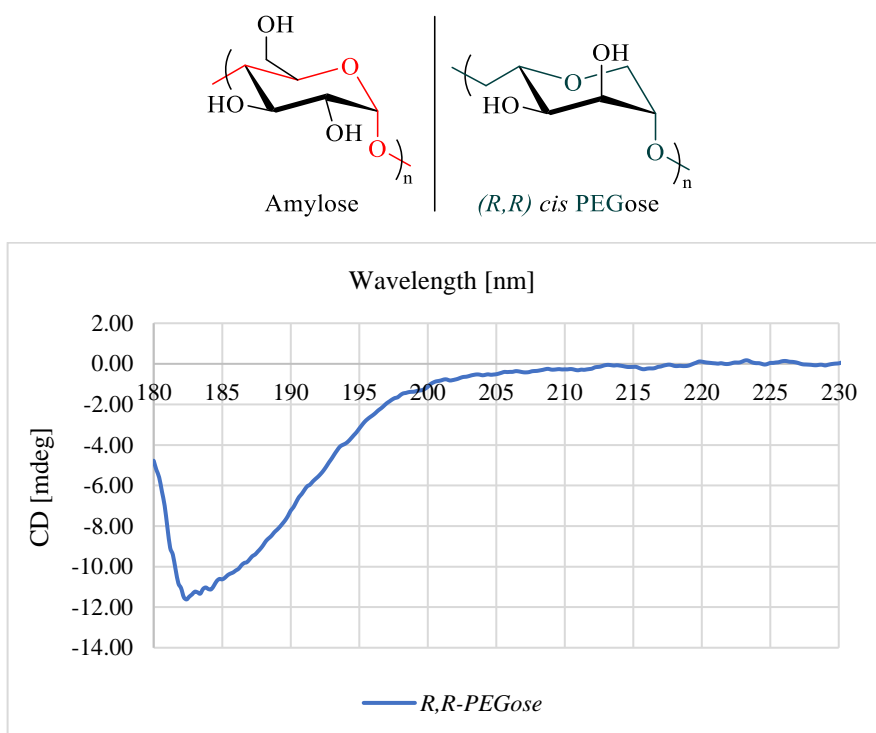 OH
O
HO
OH
O
n
Amylose
OH
O
HO
O
n
(R,R) cis PEGose
Wavelength [nm]
2.00
0.00
180 185 190 195 200 205 210 215 220 225 230
-2.00
-4.00
-6.00
-8.00
-10.00
-12.00
-14.00
CD [mdeg]
R,R-PEGose